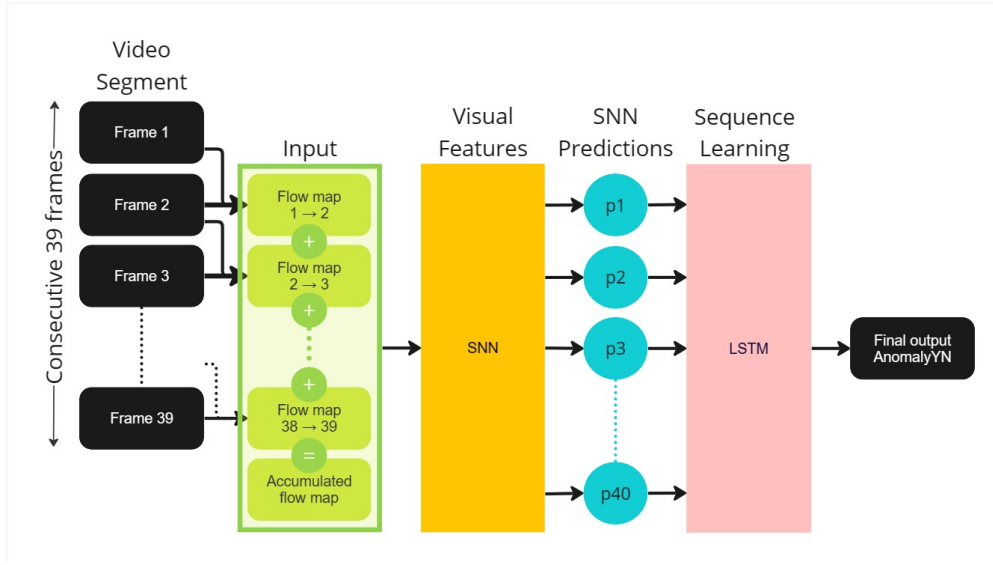 Video
Segment
Consecutive 39 frames
Frame 1
Frame 2
Frame 3
Frame 39
Input
Flow map
1 → 2
+
Flow map
2 → 3
+
+
Flow map
38 → 39
=
Accumulated
flow map
Visual
Features
SNN
SNN
Predictions
p1
p2
p3
p40
Sequence
Learning
LSTM
Final output
AnomalyYN